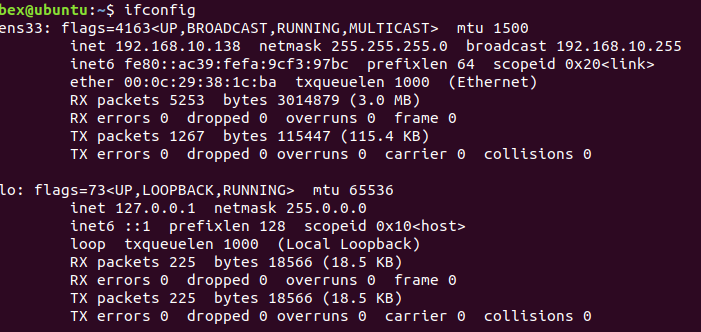 bex@ubuntu:~$ ifconfig
ens33: flags=4163<UP,BROADCAST,RUNNING,MULTICAST>  mtu 1500
        inet 192.168.10.138  netmask 255.255.255.0  broadcast 192.168.10.255
        inet6 fe80::ac39:fefa:9cf3:97bc  prefixlen 64  scopeid 0x20<link>
        ether 00:0c:29:38:1c:ba  txqueuelen 1000  (Ethernet)
        RX packets 5253  bytes 3014879 (3.0 MB)
        RX errors 0  dropped 0  overruns 0  frame 0
        TX packets 1267  bytes 115447 (115.4 KB)
        TX errors 0  dropped 0 overruns 0  carrier 0  collisions 0

lo: flags=73<UP,LOOPBACK,RUNNING>  mtu 65536
        inet 127.0.0.1  netmask 255.0.0.0
        inet6 ::1  prefixlen 128  scopeid 0x10<host>
        loop  txqueuelen 1000  (Local Loopback)
        RX packets 225  bytes 18566 (18.5 KB)
        RX errors 0  dropped 0  overruns 0  frame 0
        TX packets 225  bytes 18566 (18.5 KB)
        TX errors 0  dropped 0 overruns 0  carrier 0  collisions 0